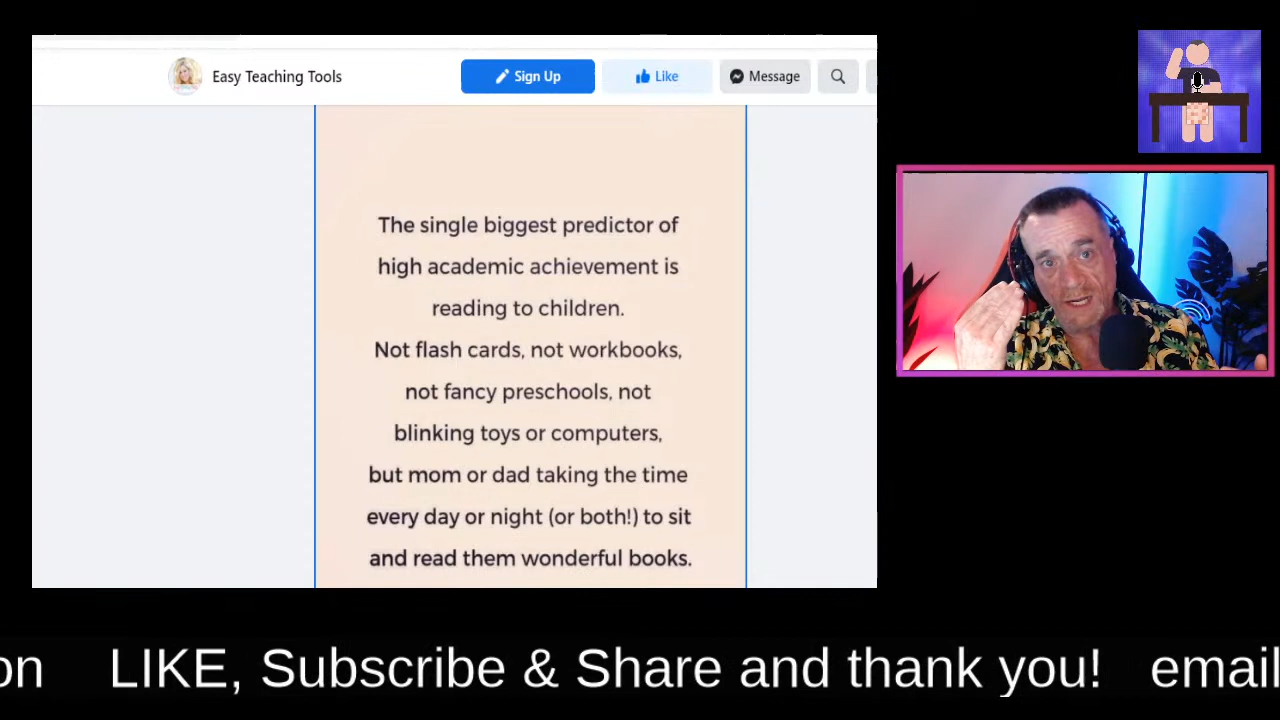 Easy Teaching Tools
Sign Up
Like
Message
The single biggest predictor of
high academic achievement is
reading to children.
Not flash cards, not workbooks,
not fancy preschools, not
blinking toys or computers,
but mom or dad taking the time
every day or night (or both!) to sit
and read them wonderful books.
on LIKE, Subscribe & Share and thank you! email